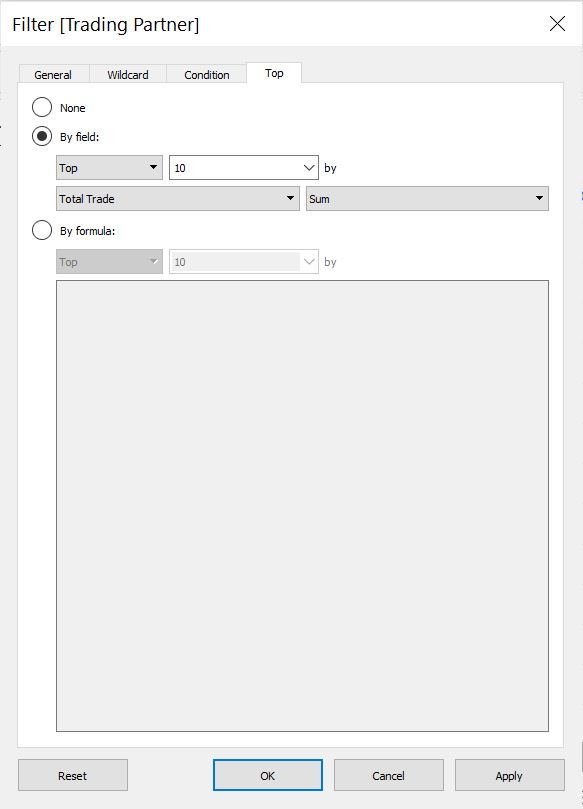 Filter [Trading Partner]
General Wildcard Condition Top
None
By field:
Top 10 by
Total Trade Sum
By formula:
Top 10 by
Reset OK Cancel Apply